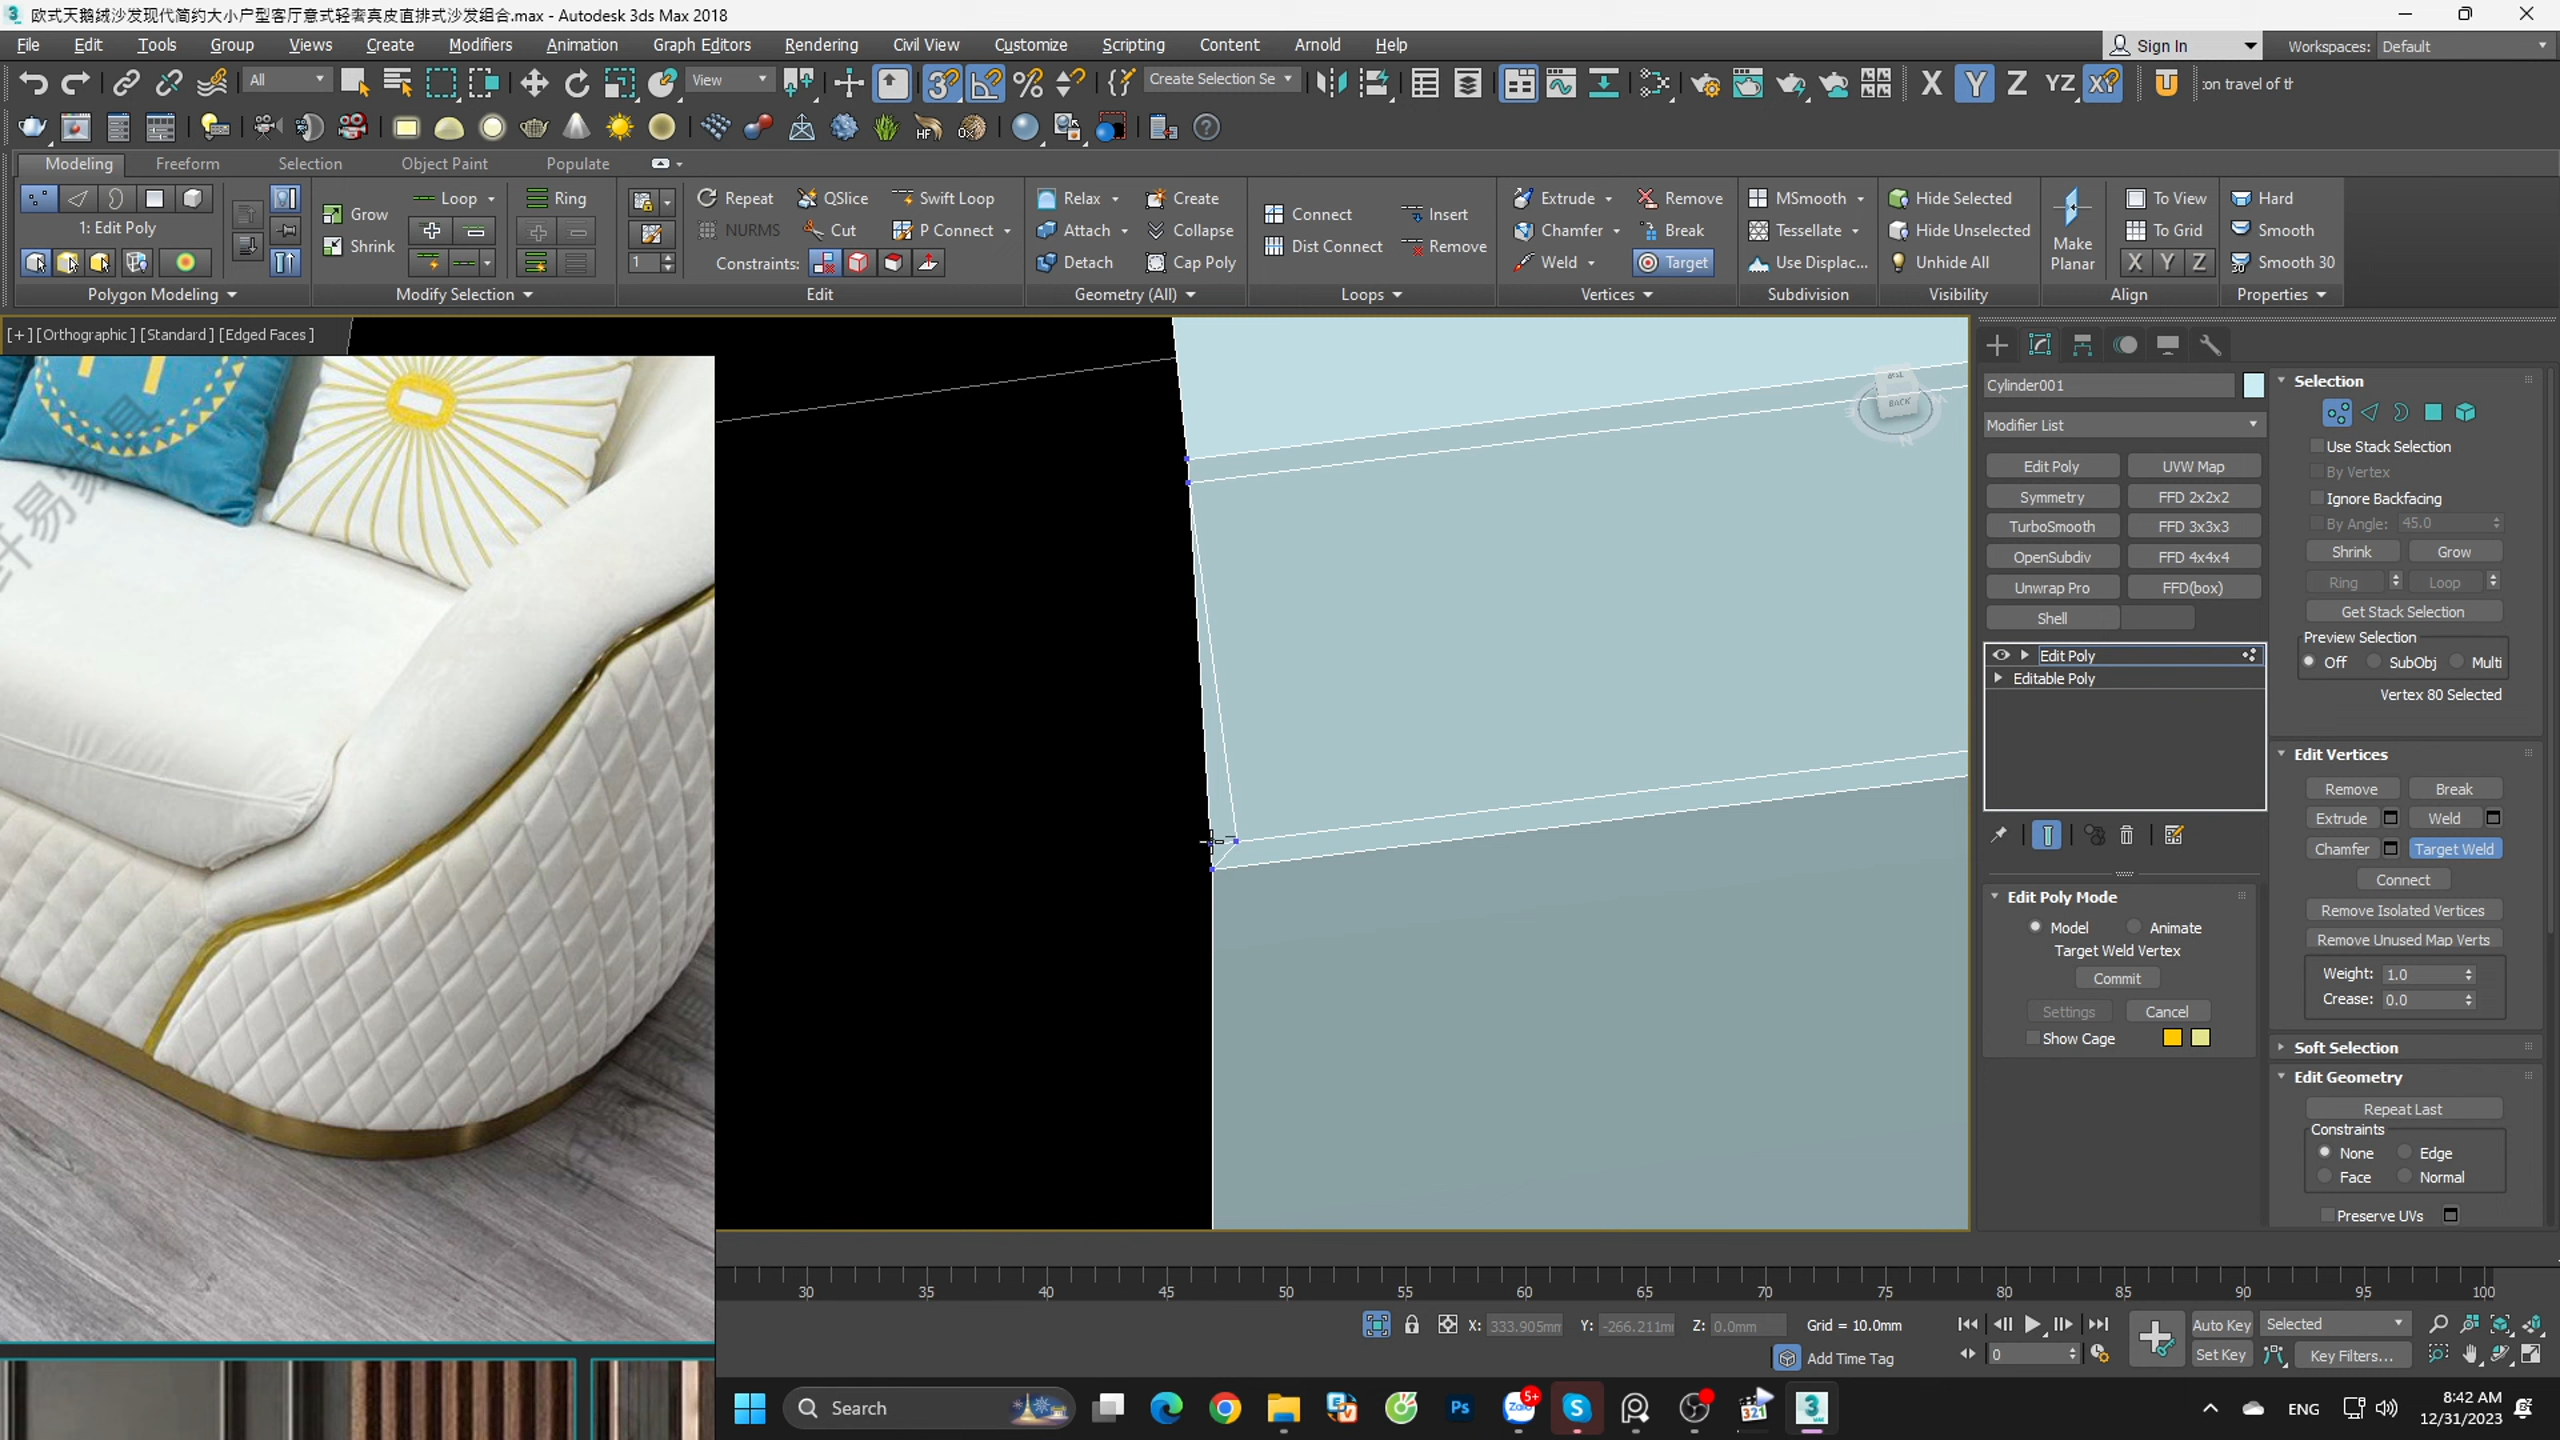 欧式天鹅绒沙发现代简约大小户型客厅意式轻奢真皮直排式沙发组合.max - Autodesk 3ds Max 2018
File Edit Tools Group Views Create Modifiers Animation Graph Editors Rendering Civil View Customize Scripting Content Arnold Help Sign In Workspaces: Default
All View Create Selection Se X Y Z YZ XY :on travel of th
Modeling Freeform Selection Object Paint Populate
Loop Ring Repeat QSlice Swift Loop Relax Create Extrude Remove MSmooth Hide Selected To View Hard
Grow Connect Insert
1: Edit Poly NURMS Cut P Connect Attach Collapse Chamfer Break Tessellate Hide Unselected Make Planar To Grid Smooth
Shrink Dist Connect Remove
1 Constraints: Detach Cap Poly Weld Target Use Displac... Unhide All X Y Z Smooth 30
Polygon Modeling Modify Selection Edit Geometry (All) Loops Vertices Subdivision Visibility Align Properties
[+] [Orthographic] [Standard] [Edged Faces]
BACK
N
Cylinder001
Modifier List
Edit Poly UVW Map
Symmetry FFD 2x2x2
TurboSmooth FFD 3x3x3
OpenSubdiv FFD 4x4x4
Unwrap Pro FFD(box)
Shell
Edit Poly
Editable Poly
Edit Poly Mode
Model Animate
Target Weld Vertex
Commit
Settings Cancel
Show Cage
Selection
Use Stack Selection
By Vertex
Ignore Backfacing
By Angle: 45.0
Shrink Grow
Ring Loop
Get Stack Selection
Preview Selection
Off SubObj Multi
Vertex 80 Selected
Edit Vertices
Remove Break
Extrude Weld
Chamfer Target Weld
Connect
Remove Isolated Vertices
Remove Unused Map Verts
Weight: 1.0
Crease: 0.0
Soft Selection
Edit Geometry
Repeat Last
Constraints
None Edge
Face Normal
Preserve UVs
30 35 40 45 50 55 60 65 70 75 80 85 90 95 100
X: 333.905mm Y: -266.211m Z: 0.0mm Grid = 10.0mm Auto Key Selected
Add Time Tag 0 Set Key Key Filters...
Search Ps Zalo 5+ 321 ENG 8:42 AM
12/31/2023